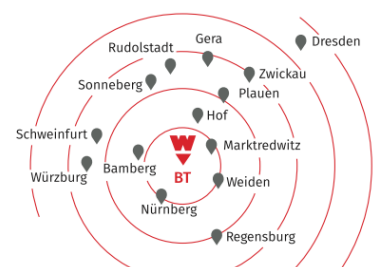 Gera
Dresden
Rudolstadt
Zwickau
Sonneberg
Plauen
Hof
Schweinfurt
W
Marktredwitz
Bamberg
Würzburg
BT
Weiden
Nürnberg
Regensburg